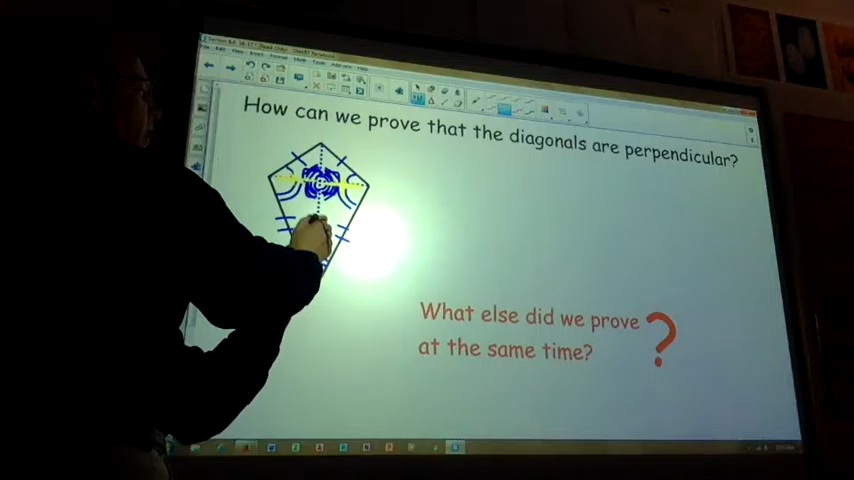 How can we prove that the diagonals are perpendicular?
What else did we prove
at the same time?
?